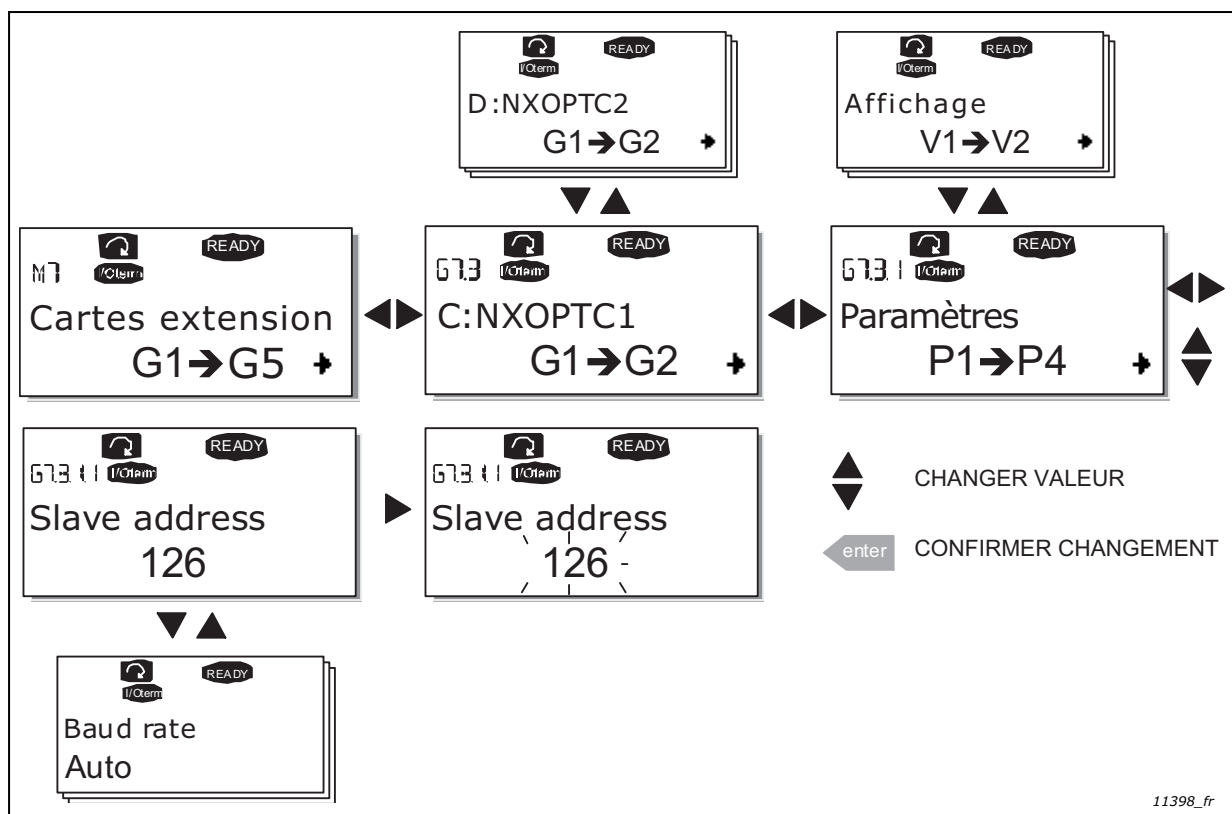 READY
I/Oterm
D:NXOPTC2
G1➔G2
READY
I/Oterm
Affichage
V1➔V2
READY
M7
I/Oterm
Cartes extension
G1➔G5
READY
G7.3
I/Oterm
C:NXOPTC1
G1➔G2
READY
G7.3.1
I/Oterm
Paramètres
P1➔P4
READY
G7.3.1.1
I/Oterm
Slave address
126
READY
G7.3.1.1
I/Oterm
Slave address
126
CHANGER VALEUR
enter
CONFIRMER CHANGEMENT
READY
I/Oterm
Baud rate
Auto
11398_fr